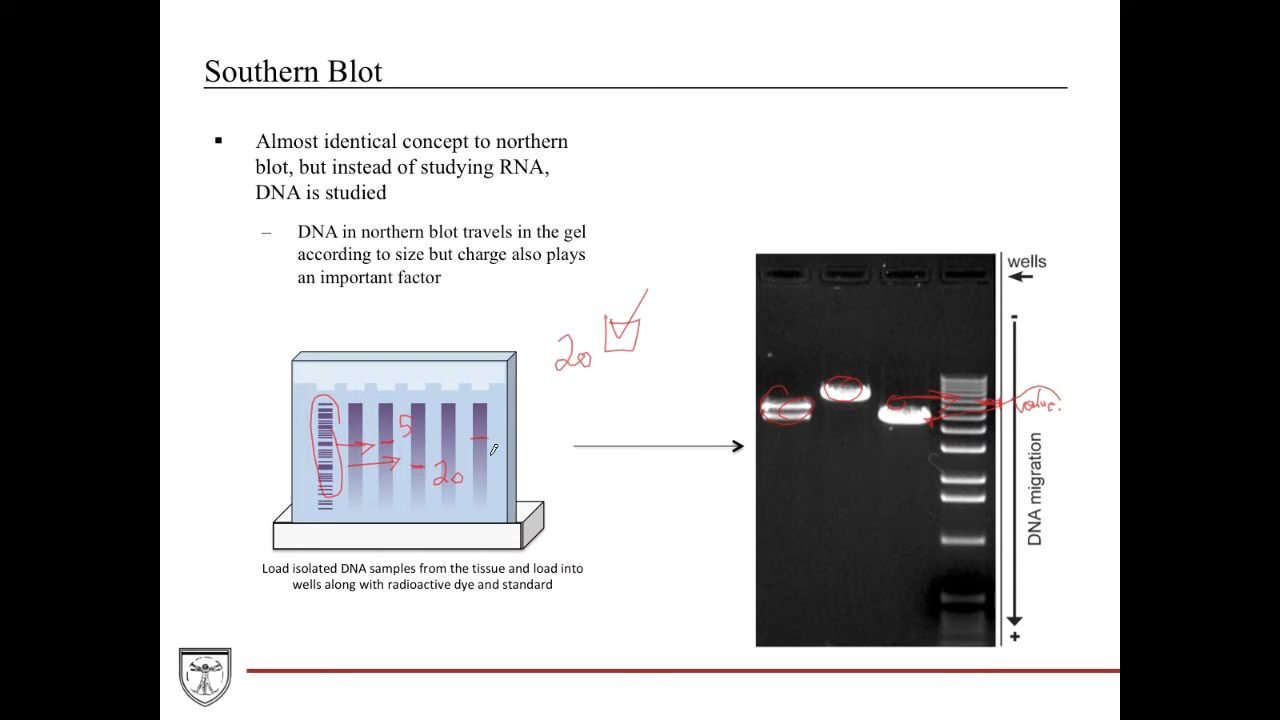 Southern Blot
▪ Almost identical concept to northern
blot, but instead of studying RNA,
DNA is studied
– DNA in northern blot travels in the gel
according to size but charge also plays
an important factor
20
5
20
Load isolated DNA samples from the tissue and load into
wells along with radioactive dye and standard
wells
-
value.
DNA migration
+